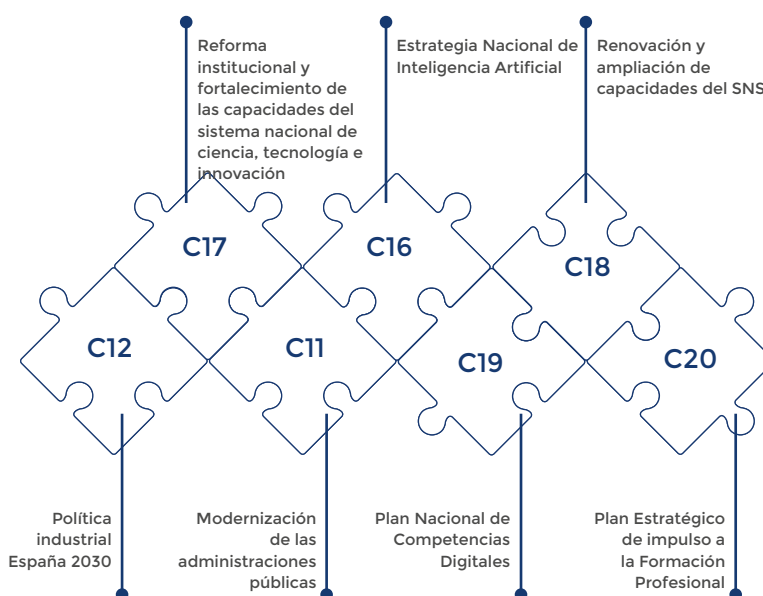 Reforma
institucional y
fortalecimiento de
las capacidades del
sistema nacional de
ciencia, tecnología e
innovación
Estrategia Nacional de
Inteligencia Artificial
Renovación y
ampliación de
capacidades del SNS
C17
C16
C18
C12
C11
C19
C20
Política
industrial
España 2030
Modernización
de las
administraciones
públicas
Plan Nacional de
Competencias
Digitales
Plan Estratégico
de impulso a
la Formación
Profesional